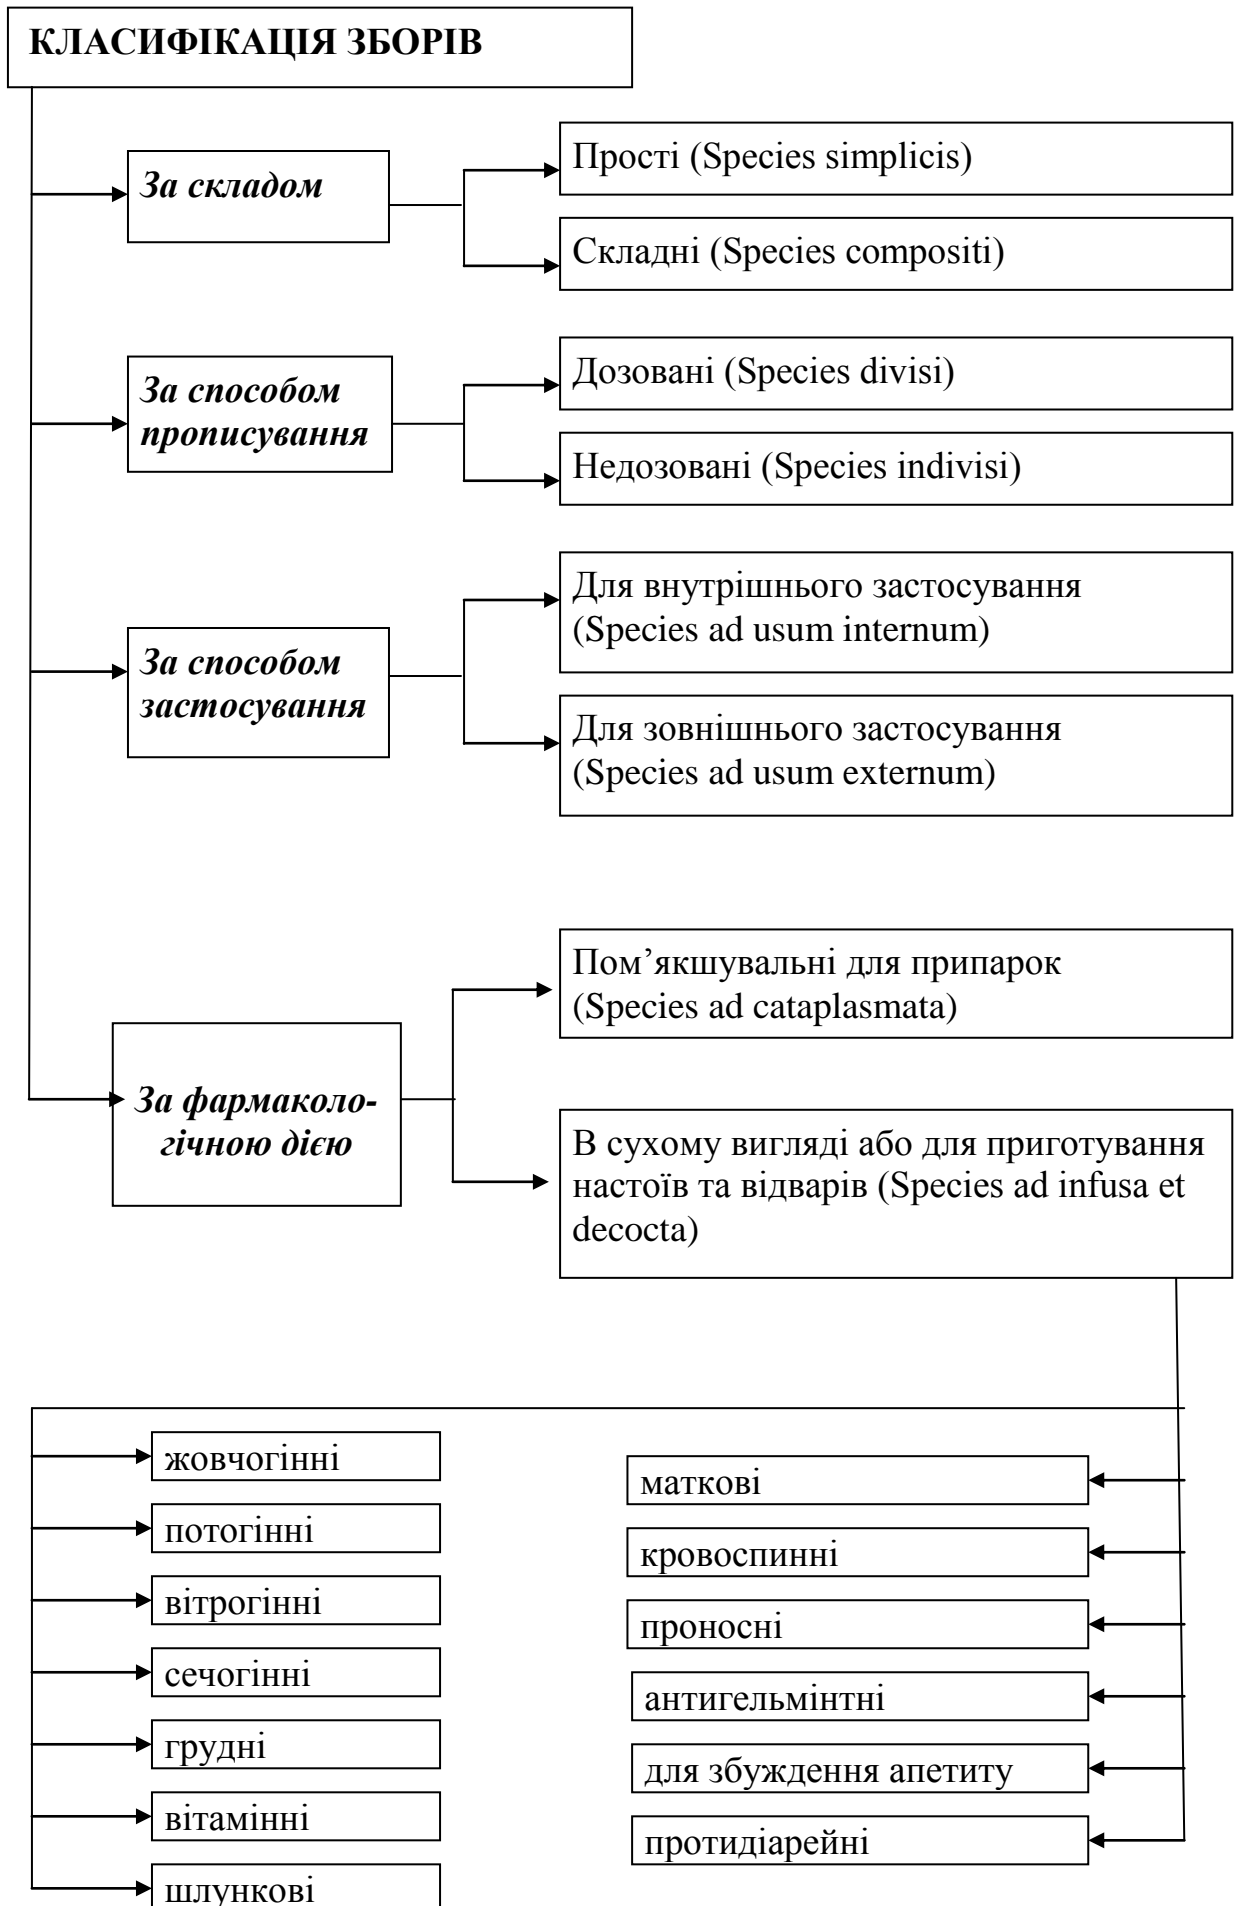 КЛАСИФІКАЦІЯ ЗБОРІВ
За складом
Прості (Species simplicis)
Складні (Species compositi)
За способом
прописування
Дозовані (Species divisi)
Недозовані (Species indivisi)
За способом
застосування
Для внутрішнього застосування
(Species ad usum internum)
Для зовнішнього застосування
(Species ad usum externum)
За фармаколо-
гічною дією
Пом’якшувальні для припарок
(Species ad cataplasmata)
В сухому вигляді або для приготування
настоїв та відварів (Species ad infusa et
decocta)
жовчогінні
потогінні
вітрогінні
сечогінні
грудні
вітамінні
шлункові
маткові
кровоспинні
проносні
антигельмінтні
для збуждення апетиту
протидіарейні